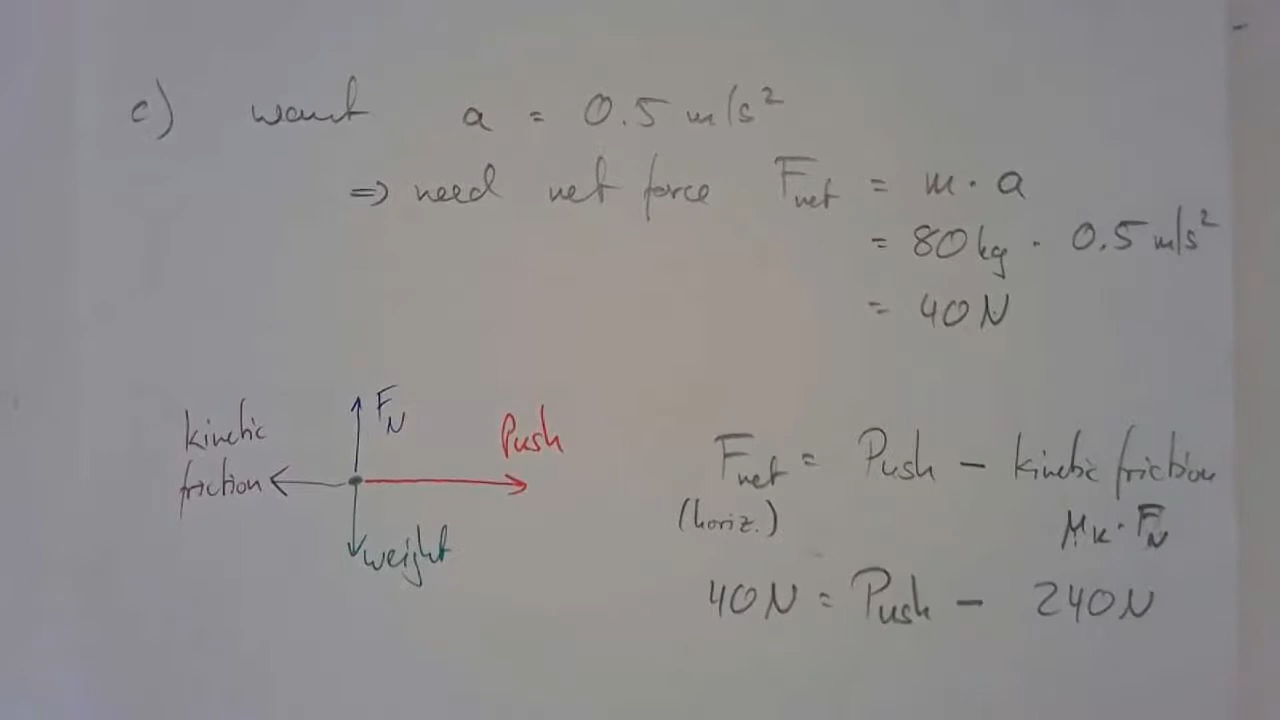 c) want a = 0.5 m/s²
⇒ need net force F_net = m · a
= 80 kg · 0.5 m/s²
= 40 N
F_N
Push
kinetic
friction
weight
F_net = Push − kinetic friction
(horiz.) μ_k · F_N
40 N = Push − 240 N